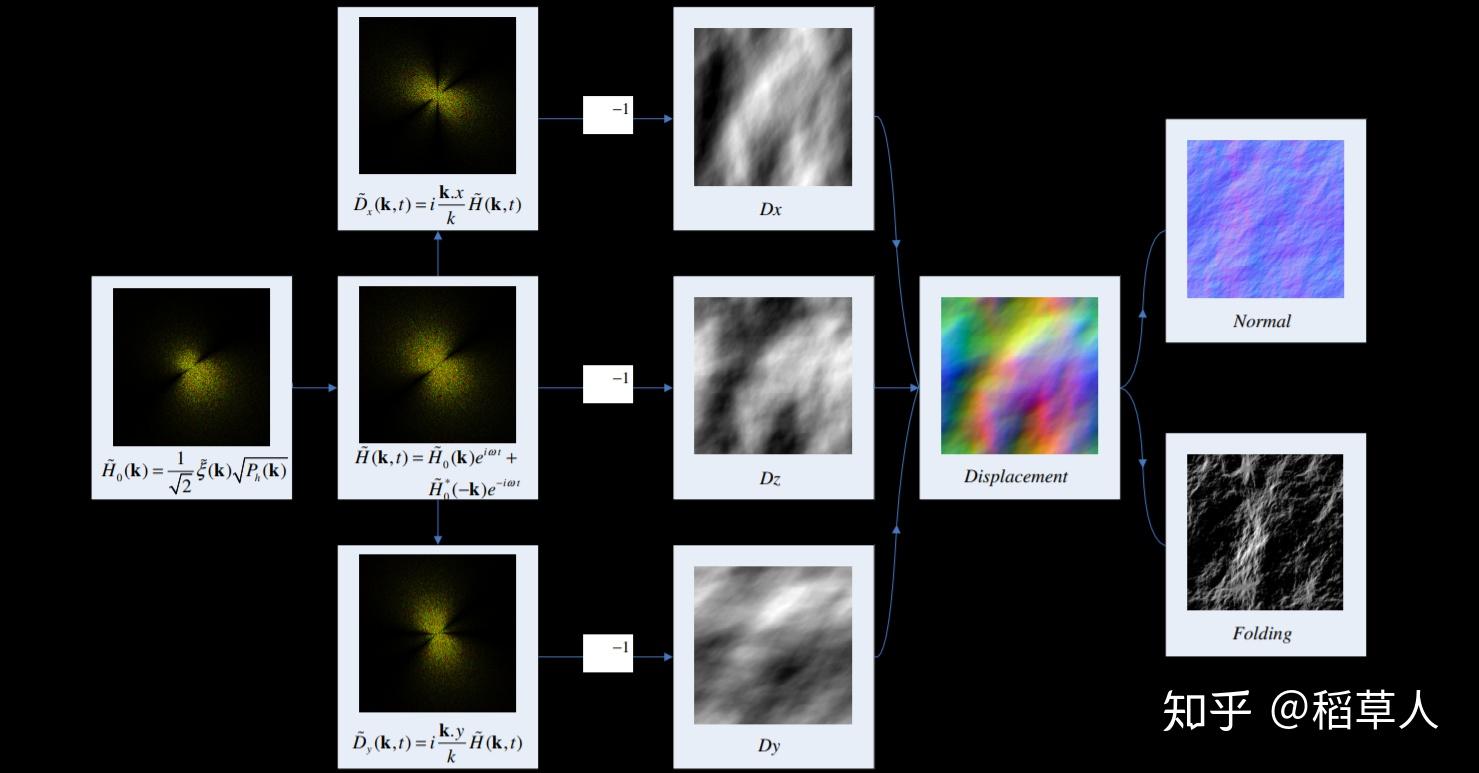 D̃ₓ(k,t) = i k.x/k H̃(k,t)
−1
Dx
H̃₀(k) = 1/√2 ξ̃(k)√Pₕ(k)
H̃(k,t) = H̃₀(k)e^{iωt} +
H̃₀*(−k)e^{−iωt}
−1
Dz
Displacement
Normal
Folding
D̃ᵧ(k,t) = i k.y/k H̃(k,t)
−1
Dy
知乎 @稻草人